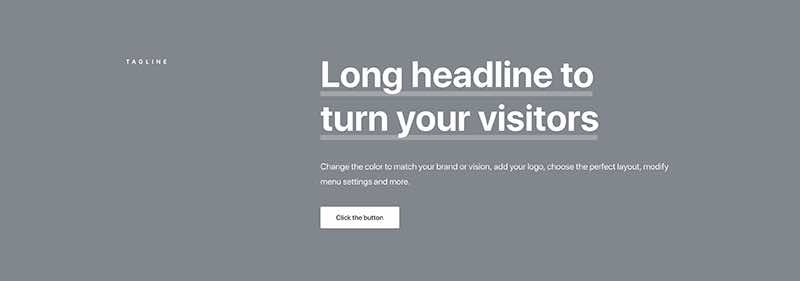 TAGLINE
Long headline to
turn your visitors
Change the color to match your brand or vision, add your logo, choose the perfect layout, modify
menu settings and more.
Click the button